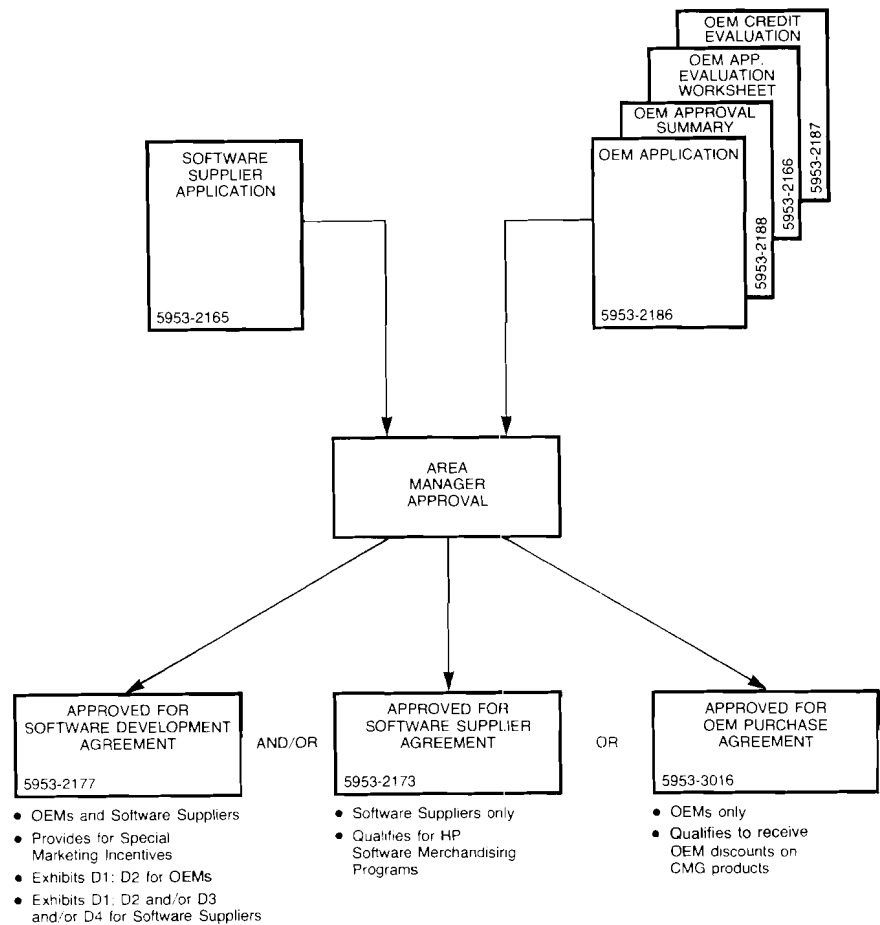 OEM CREDIT
EVALUATION
5953-2187
OEM APP.
EVALUATION
WORKSHEET
5953-2166
OEM APPROVAL
SUMMARY
5953-2188
OEM APPLICATION
5953-2186
SOFTWARE
SUPPLIER
APPLICATION
5953-2165
AREA
MANAGER
APPROVAL
APPROVED FOR
SOFTWARE DEVELOPMENT
AGREEMENT
5953-2177
AND/OR
APPROVED FOR
SOFTWARE SUPPLIER
AGREEMENT
5953-2173
OR
APPROVED FOR
OEM PURCHASE
AGREEMENT
5953-3016
• OEMs and Software Suppliers
• Provides for Special
Marketing Incentives
• Exhibits D1; D2 for OEMs
• Exhibits D1; D2 and/or D3
and/or D4 for Software Suppliers
• Software Suppliers only
• Qualifies for HP
Software Merchandising
Programs
• OEMs only
• Qualifies to receive
OEM discounts on
CMG products